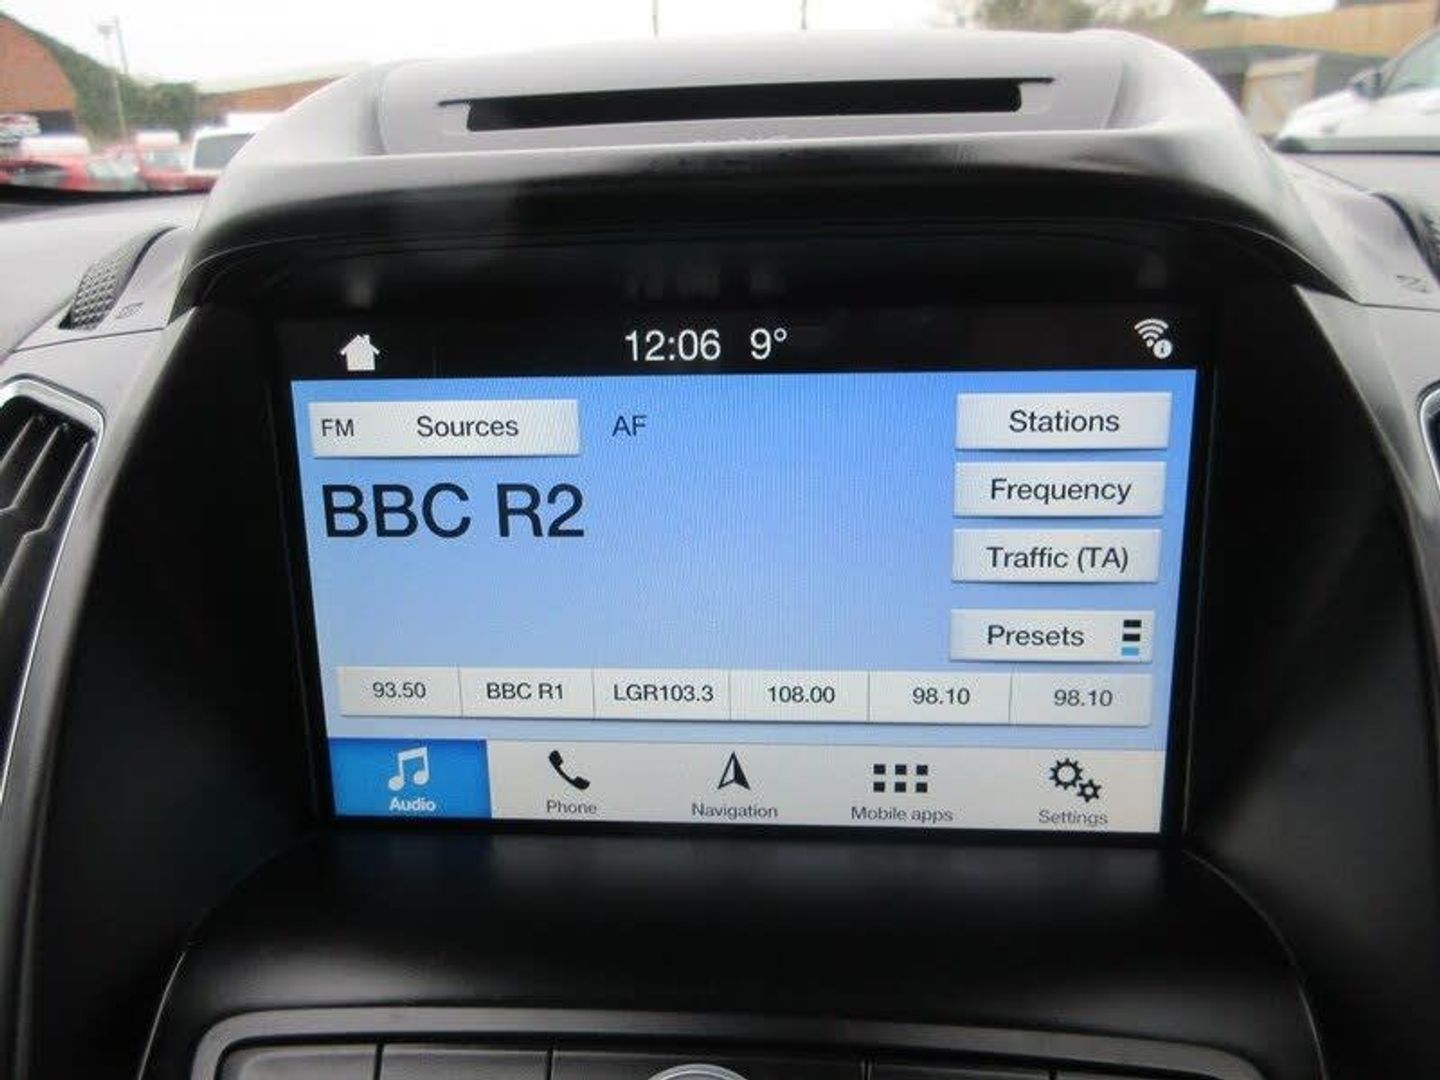 12:06 9°
FM Sources AF
Stations
BBC R2
Frequency
Traffic (TA)
Presets
93.50 BBC R1 LGR103.3 108.00 98.10 98.10
Audio Phone Navigation Mobile apps Settings